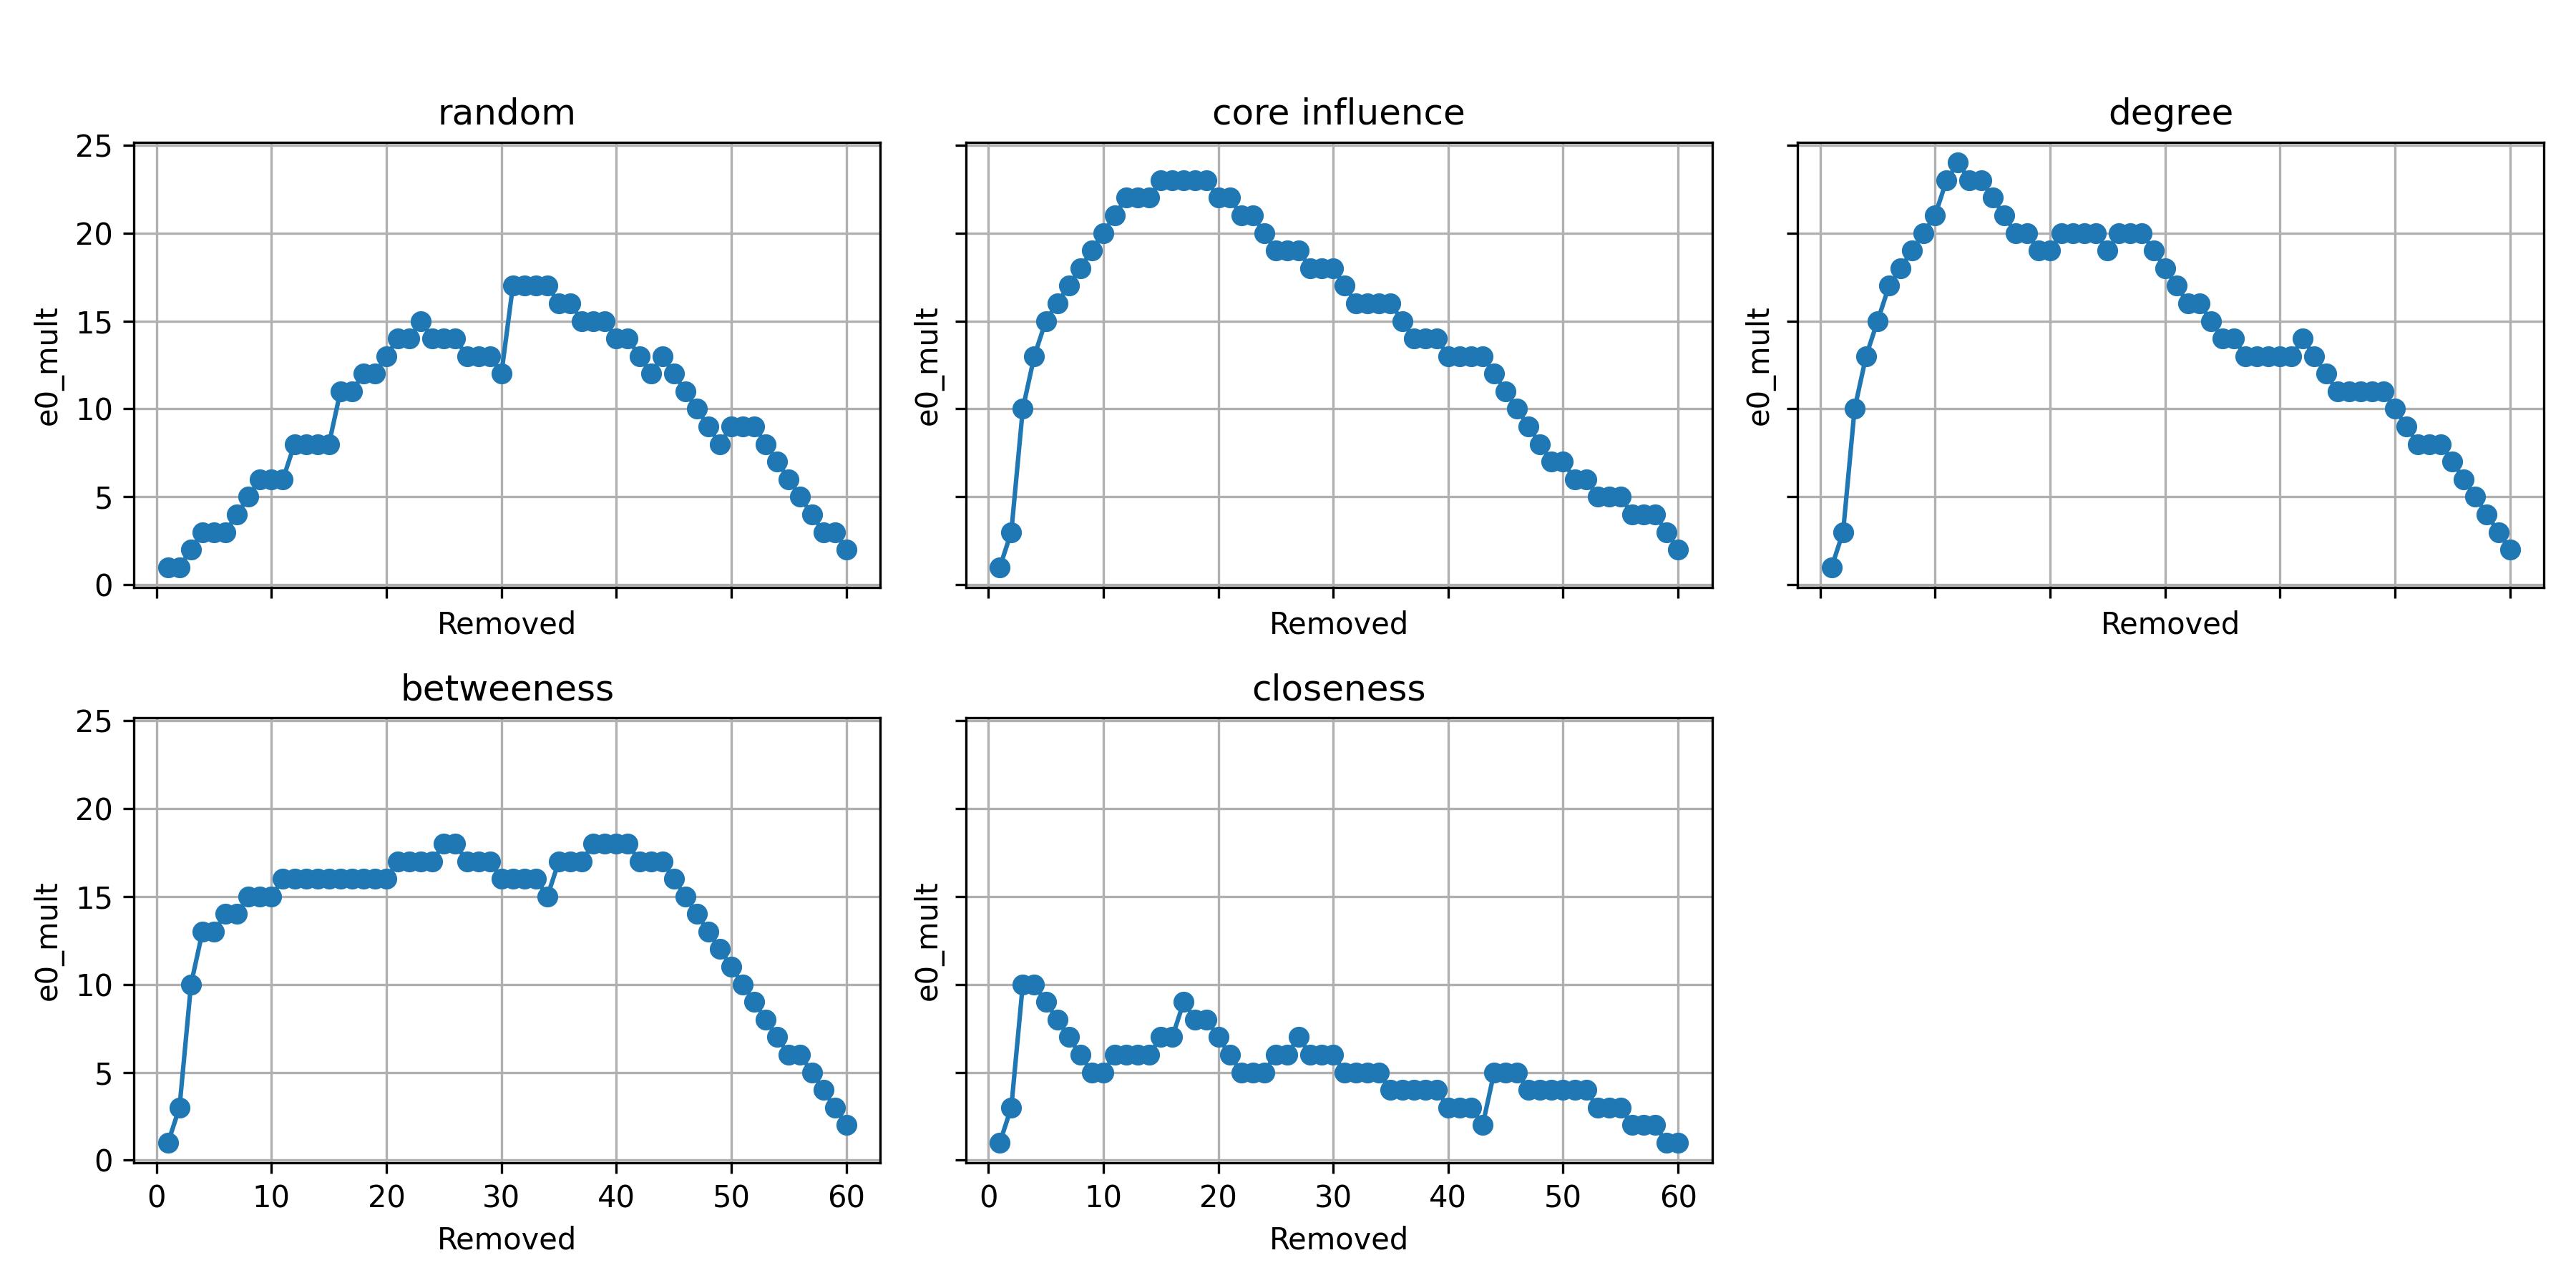 random
core influence
degree
25
20
15
10
5
0
e0_mult
e0_mult
e0_mult
Removed
Removed
Removed
betweeness
closeness
25
20
15
10
5
0
e0_mult
e0_mult
0 10 20 30 40 50 60
0 10 20 30 40 50 60
Removed
Removed